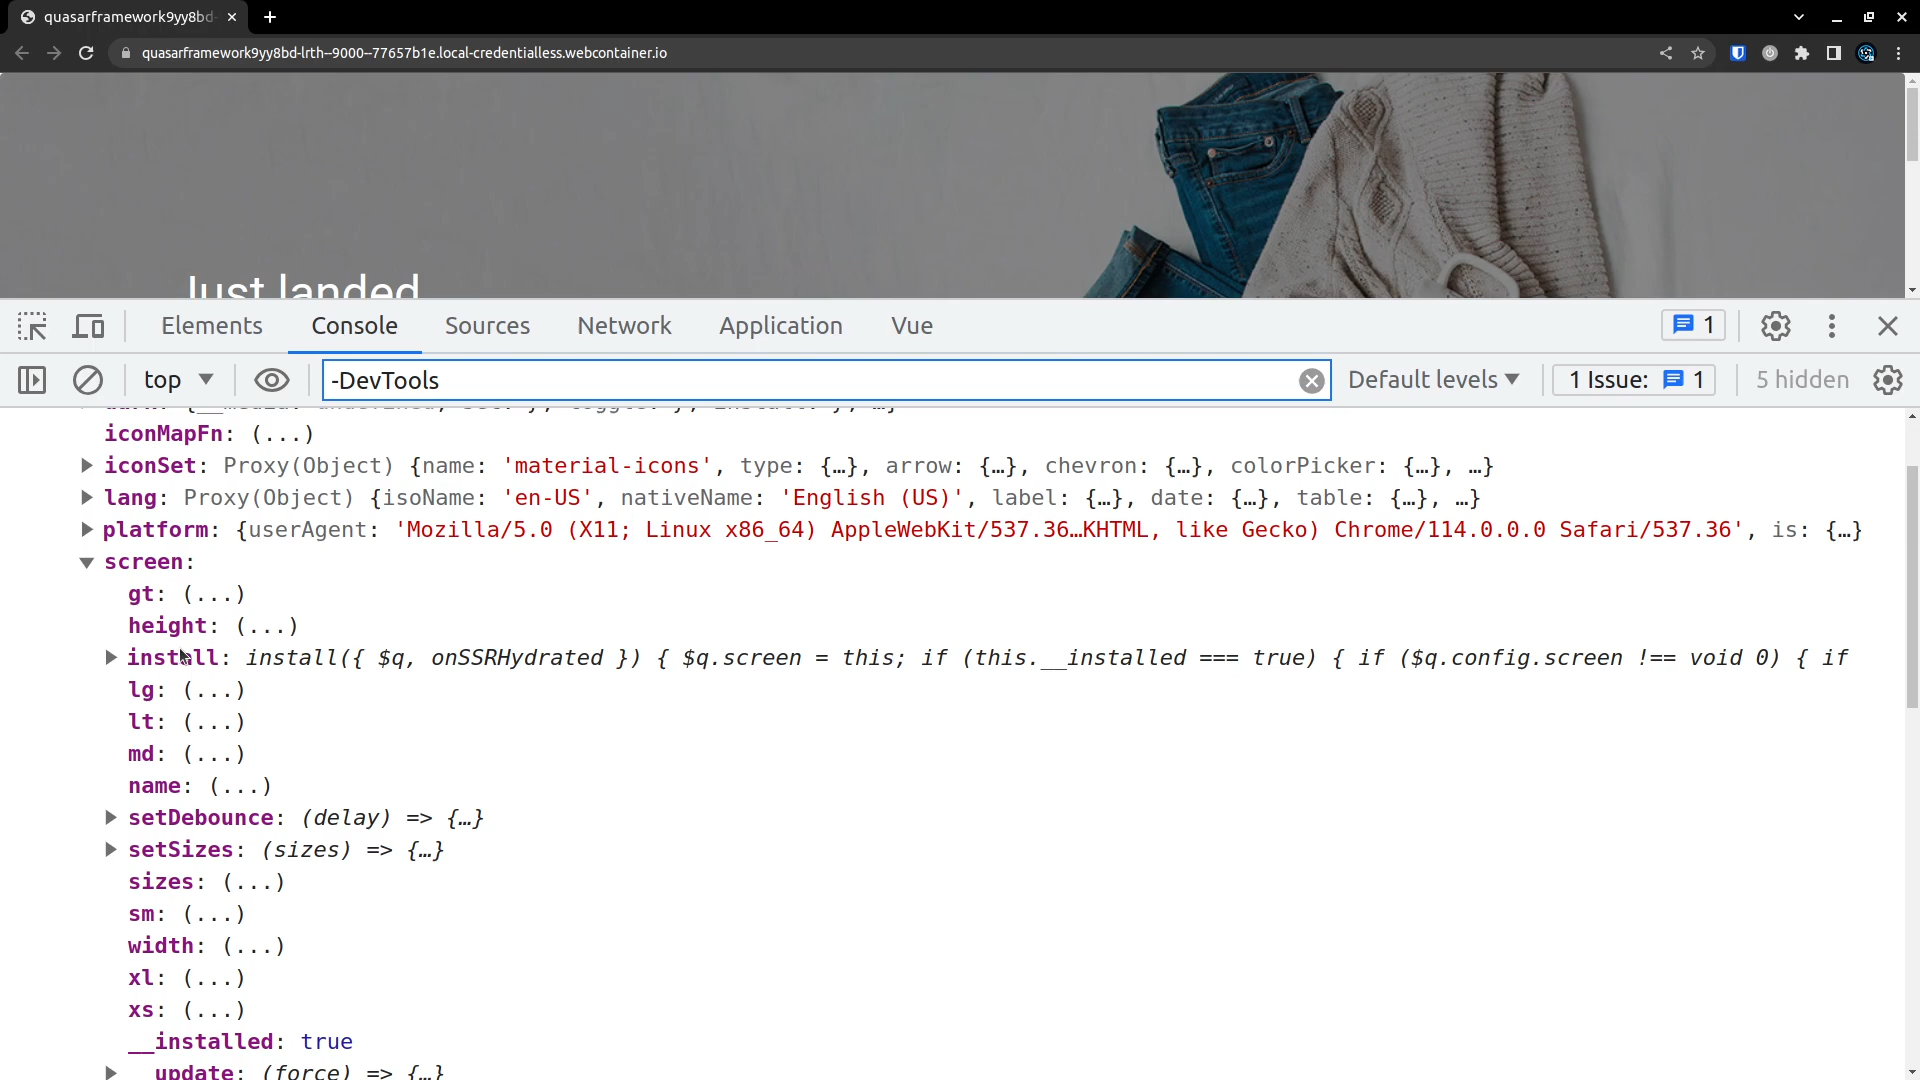 quasarframework9yy8bd-
quasarframework9yy8bd-lrth--9000--77657b1e.local-credentialless.webcontainer.io
Just landed
Elements Console Sources Network Application Vue 1
top -DevTools Default levels 1 Issue: 1 5 hidden
iconMapFn: (...)
iconSet: Proxy(Object) {name: 'material-icons', type: {…}, arrow: {…}, chevron: {…}, colorPicker: {…}, …}
lang: Proxy(Object) {isoName: 'en-US', nativeName: 'English (US)', label: {…}, date: {…}, table: {…}, …}
platform: {userAgent: 'Mozilla/5.0 (X11; Linux x86_64) AppleWebKit/537.36…KHTML, like Gecko) Chrome/114.0.0.0 Safari/537.36', is: {…}
screen:
gt: (...)
height: (...)
install: install({ $q, onSSRHydrated }) { $q.screen = this; if (this.__installed === true) { if ($q.config.screen !== void 0) { if
lg: (...)
lt: (...)
md: (...)
name: (...)
setDebounce: (delay) => {…}
setSizes: (sizes) => {…}
sizes: (...)
sm: (...)
width: (...)
xl: (...)
xs: (...)
__installed: true
__update: (force) => {…}